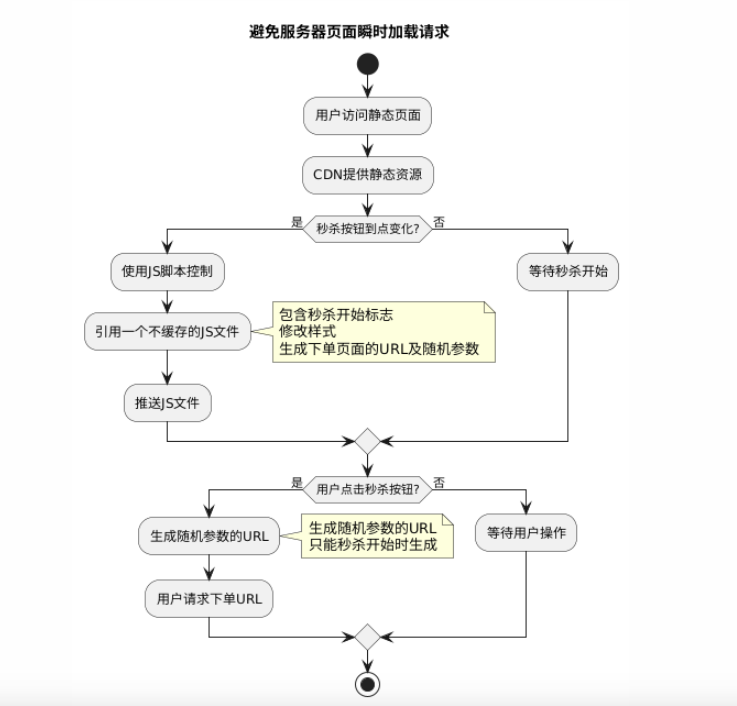 避免服务器页面瞬时加载请求
用户访问静态页面
CDN提供静态资源
是
秒杀按钮到点变化?
否
使用JS脚本控制
等待秒杀开始
引用一个不缓存的JS文件
包含秒杀开始标志
修改样式
生成下单页面的URL及随机参数
推送JS文件
是
用户点击秒杀按钮?
否
生成随机参数的URL
生成随机参数的URL
只能秒杀开始时生成
等待用户操作
用户请求下单URL